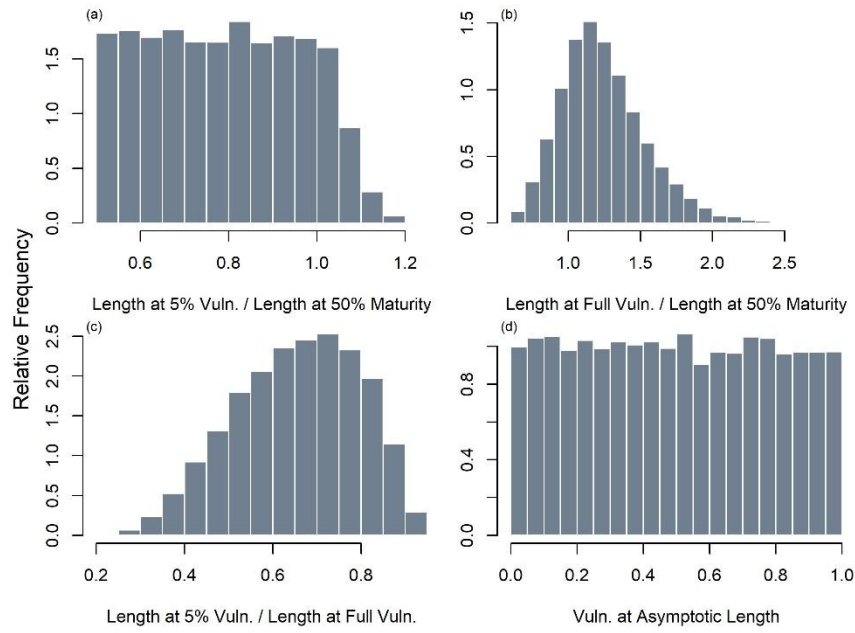 Relative Frequency
(a)
1.5
1.0
0.5
0.0
0.6 0.8 1.0 1.2
Length at 5% Vuln. / Length at 50% Maturity
(b)
1.5
1.0
0.5
0.0
1.0 1.5 2.0 2.5
Length at Full Vuln. / Length at 50% Maturity
(c)
2.5
2.0
1.5
1.0
0.5
0.0
0.2 0.4 0.6 0.8
Length at 5% Vuln. / Length at Full Vuln.
(d)
0.8
0.4
0.0
0.0 0.2 0.4 0.6 0.8 1.0
Vuln. at Asymptotic Length